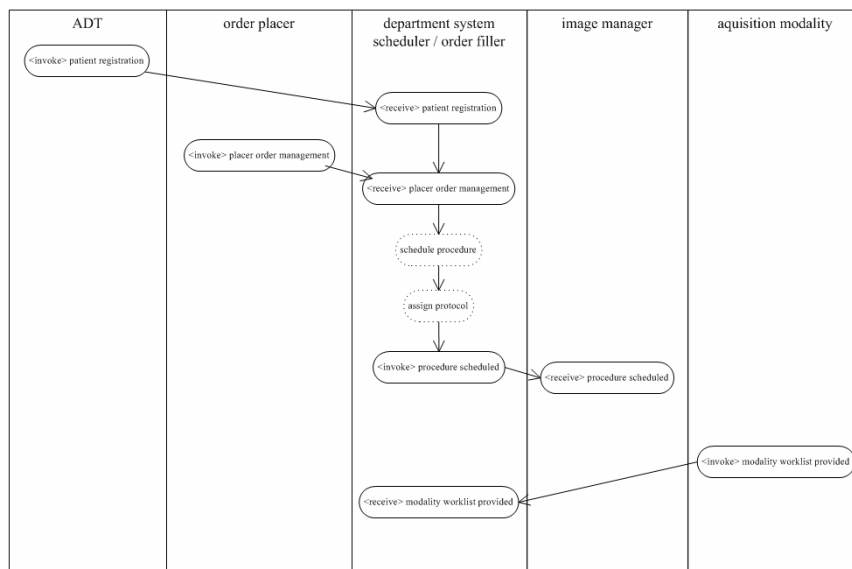 ADT
order placer
department system
scheduler / order filler
image manager
aquisition modality
<invoke> patient registration
<receive> patient registration
<invoke> placer order management
<receive> placer order management
schedule procedure
assign protocol
<invoke> procedure scheduled
<receive> procedure scheduled
<invoke> modality worklist provided
<receive> modality worklist provided